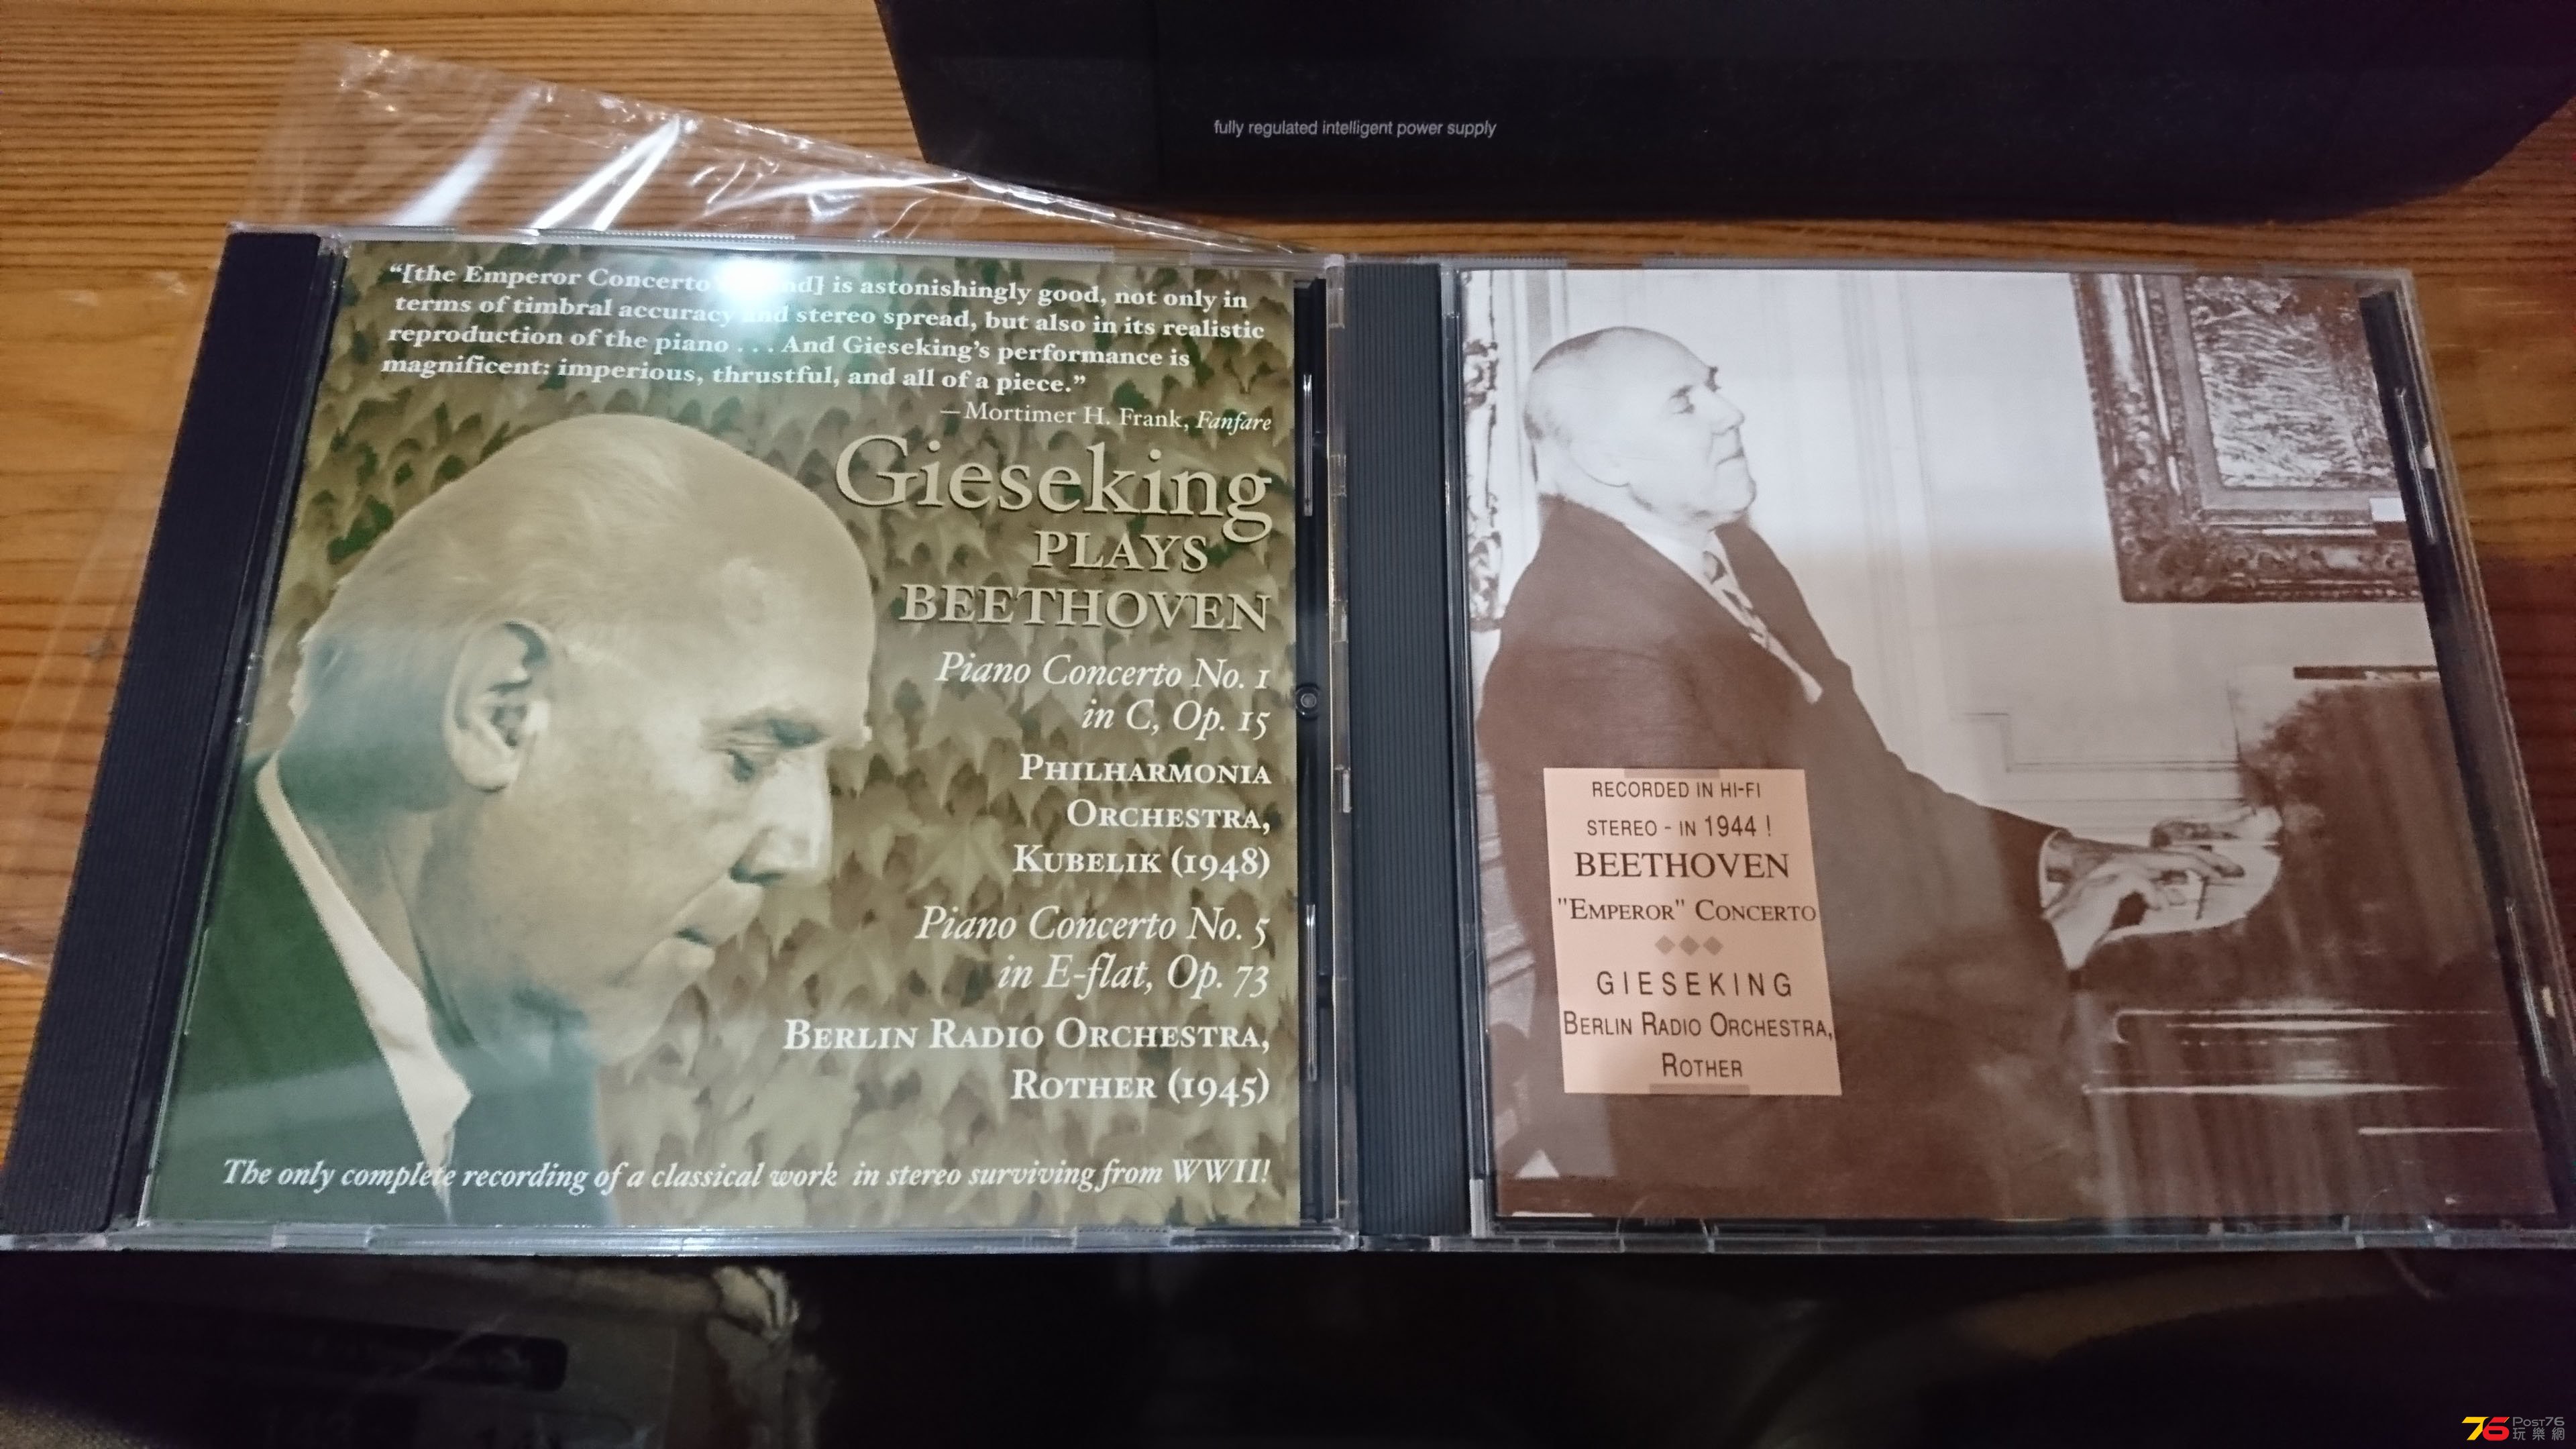 fully regulated intelligent power supply
“[the Emperor Concerto nd] is astonishingly good, not only in
terms of timbral accuracy and stereo spread, but also in its realistic
reproduction of the piano . . . And Gieseking’s performance is
magnificent: imperious, thrustful, and all of a piece.”
—Mortimer H. Frank, Fanfare
Gieseking
PLAYS
BEETHOVEN
Piano Concerto No. 1
in C, Op. 15
PHILHARMONIA
ORCHESTRA,
KUBELIK (1948)
Piano Concerto No. 5
in E-flat, Op. 73
BERLIN RADIO ORCHESTRA,
ROTHER (1945)
The only complete recording of a classical work in stereo surviving from WWII!
RECORDED IN HI-FI
STEREO - IN 1944 !
BEETHOVEN
"EMPEROR" CONCERTO
GIESEKING
BERLIN RADIO ORCHESTRA,
ROTHER
76 POST76
玩樂網